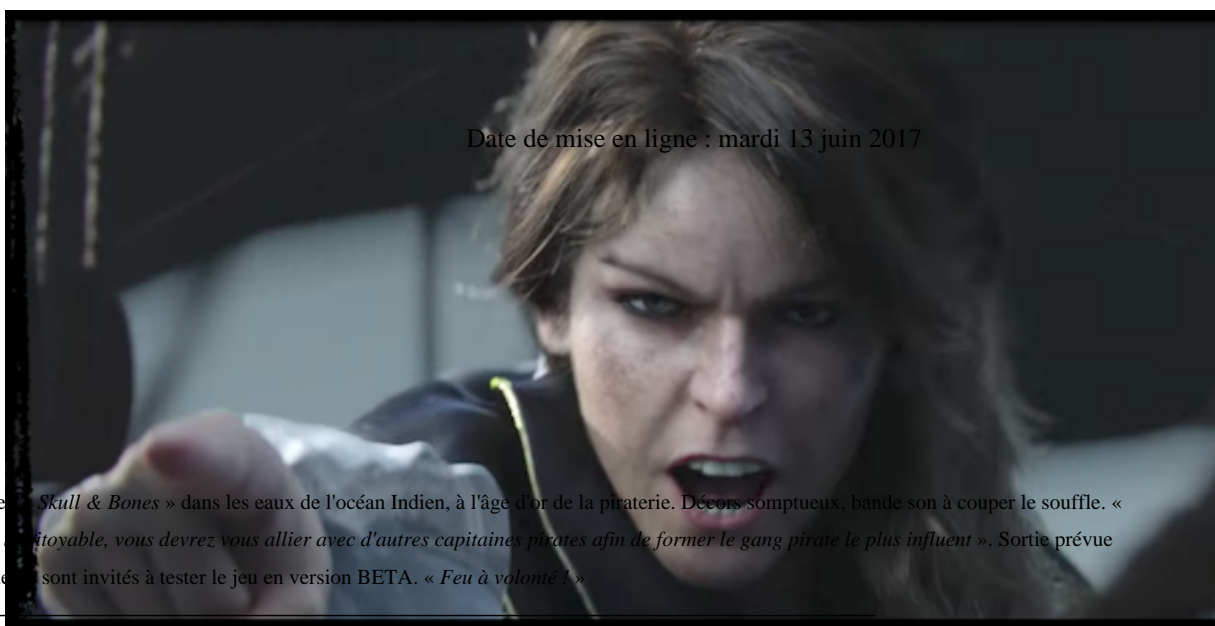 Date de mise en ligne : mardi 13 juin 2017
Skull & Bones » dans les eaux de l'océan Indien, à l'âge d'or de la piraterie. Décors somptueux, bande son à couper le souffle. «
vous devrez vous allier avec d'autres capitaines pirates afin de former le gang pirate le plus influent ». Sortie prévue
sont invités à tester le jeu en version BETA. « Feu à volonté ! »